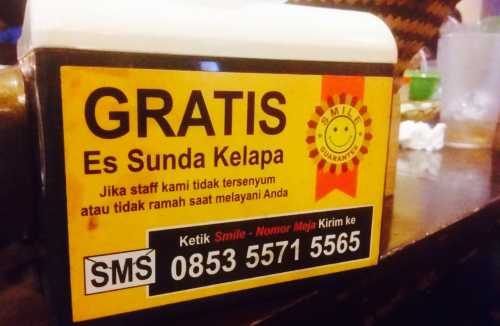 GRATIS
Es Sunda Kelapa
Jika staff kami tidak tersenyum
atau tidak ramah saat melayani Anda
SMILE
GUARANTEE
Ketik Smile - Nomor Meja Kirim ke
SMS
0853 5571 5565